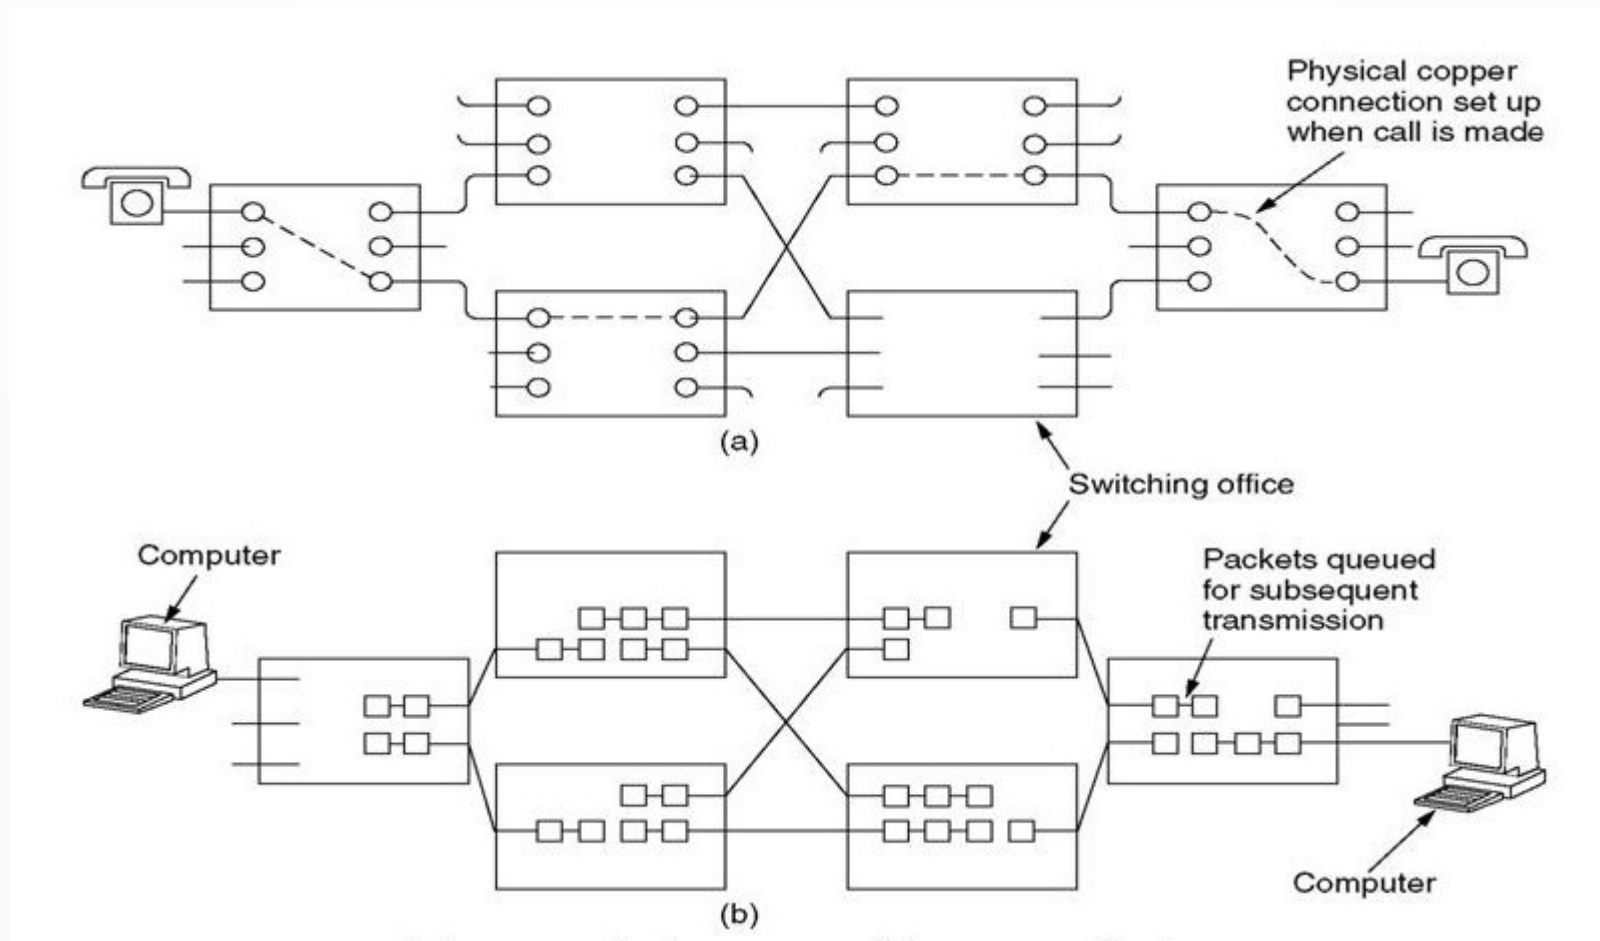 Physical copper
connection set up
when call is made
(a)
Switching office
Computer
Packets queued
for subsequent
transmission
Computer
(b)